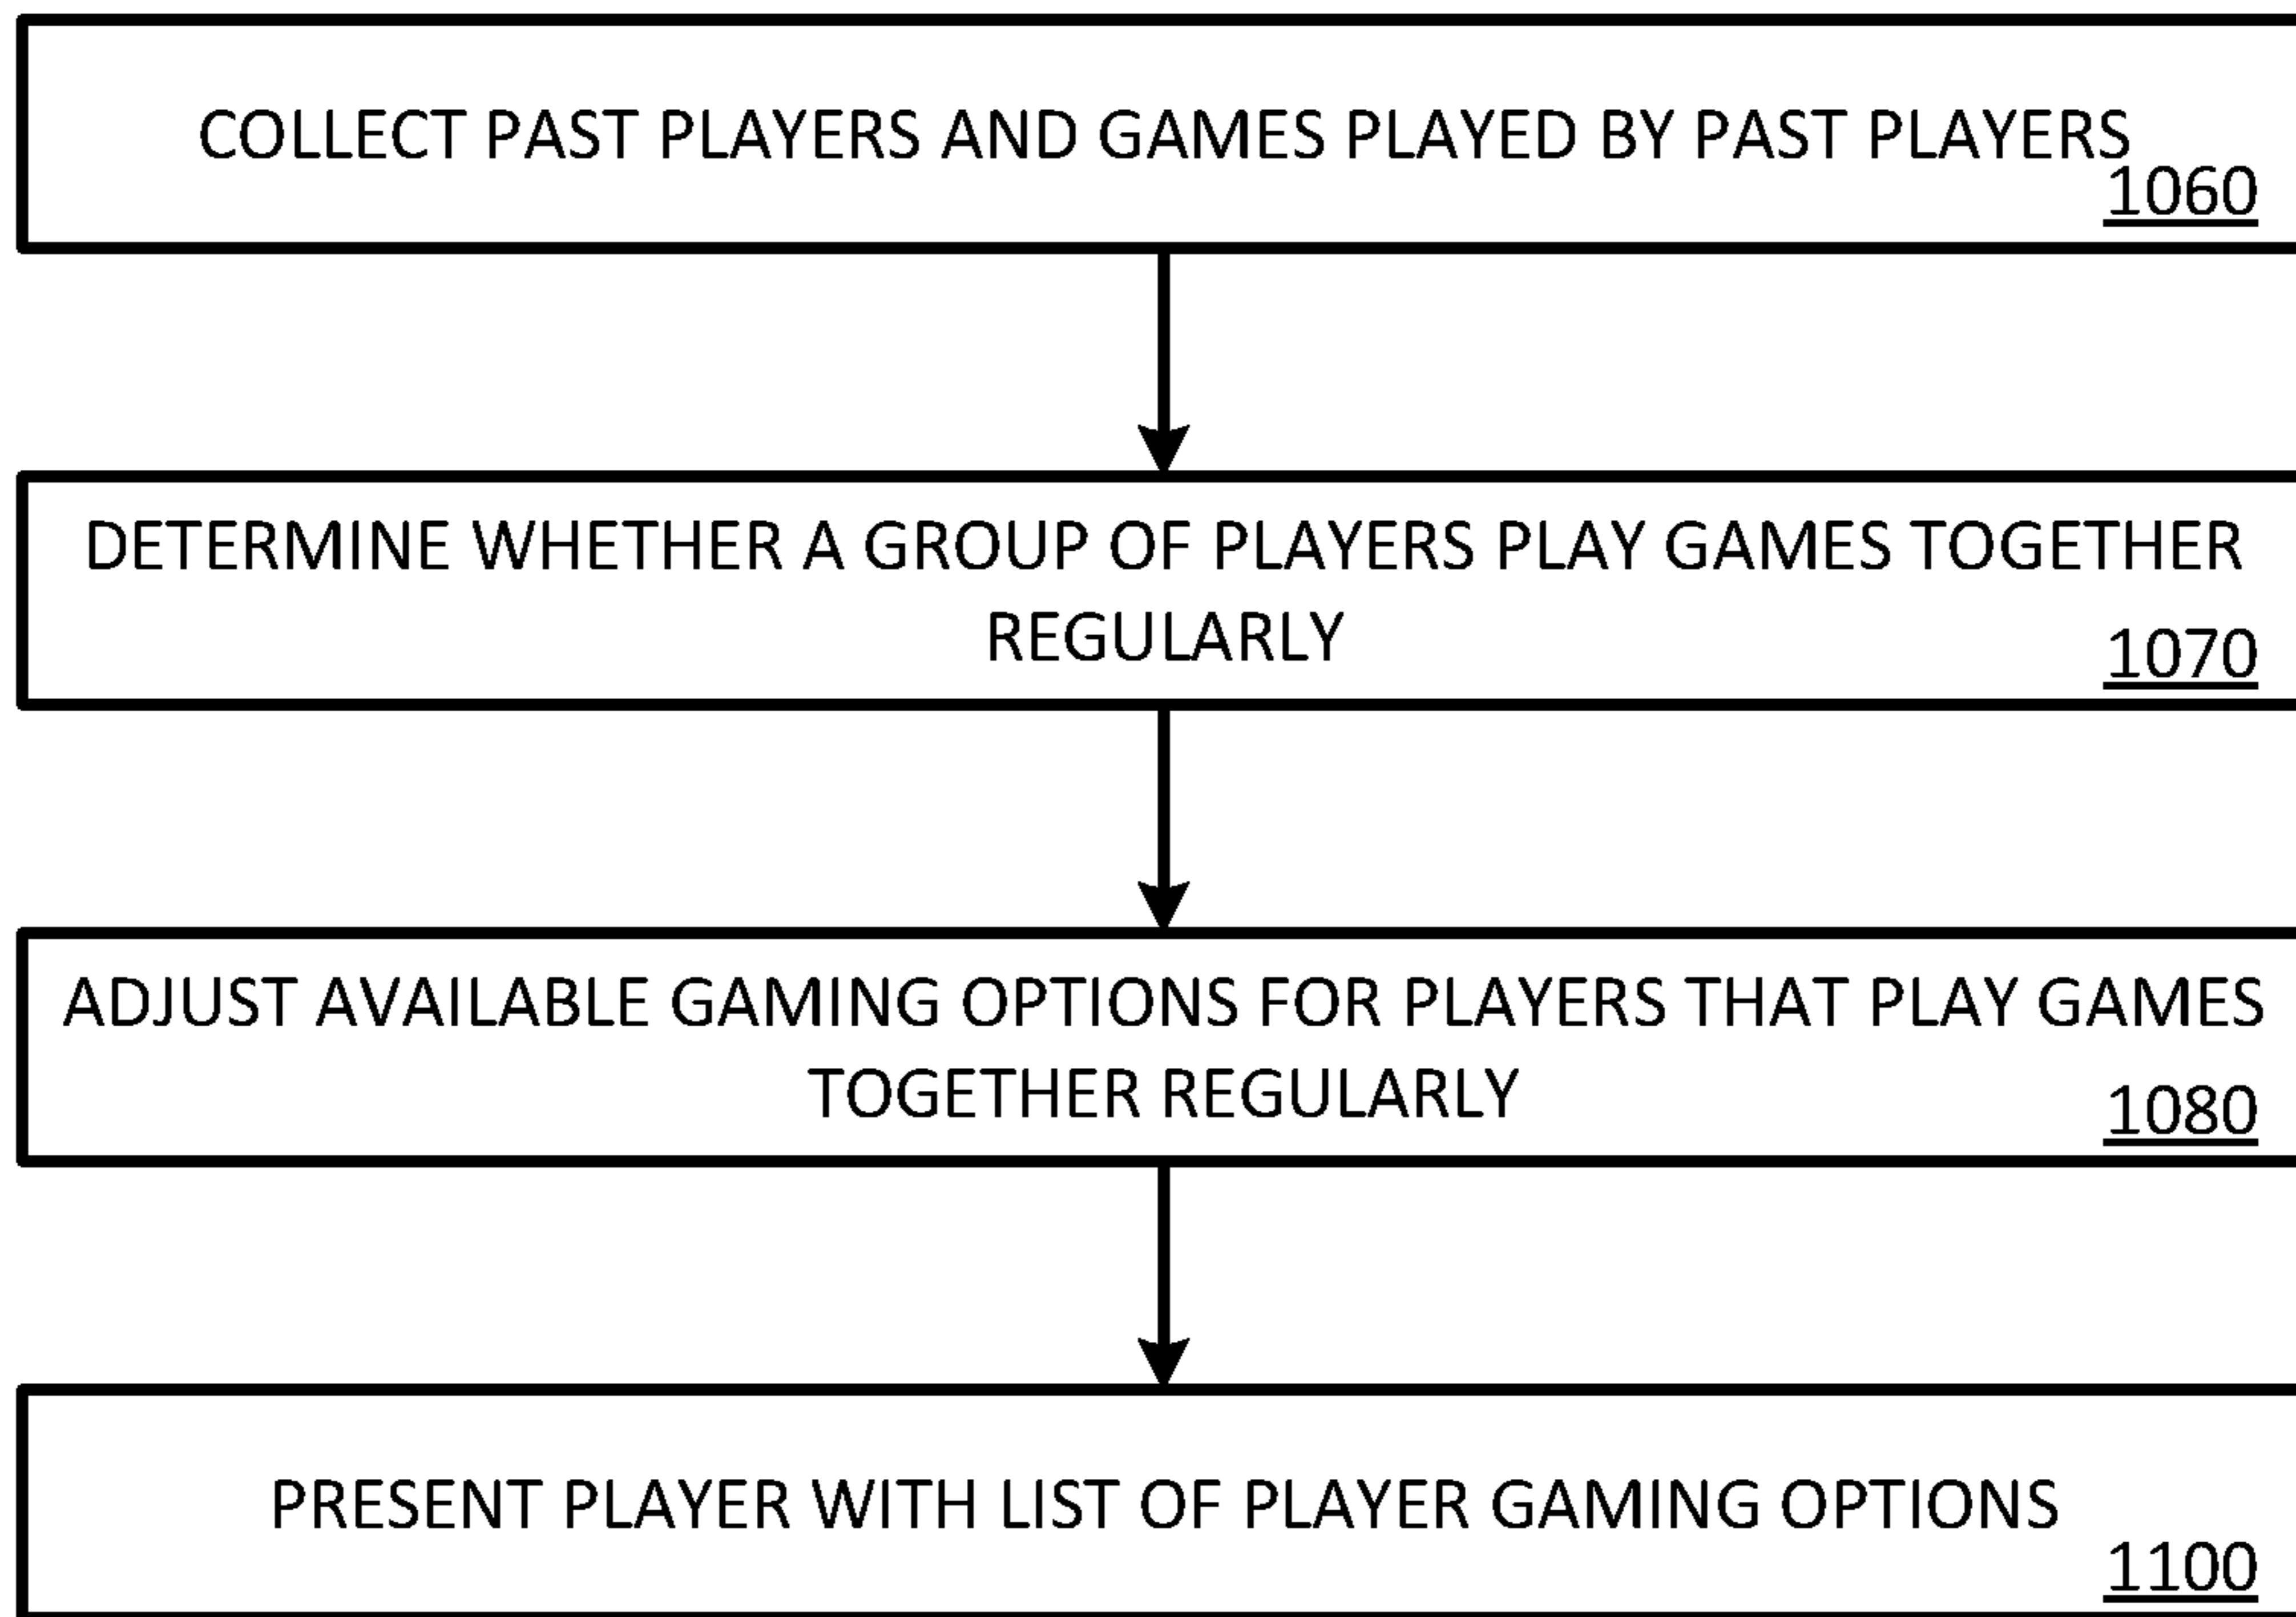 COLLECT PAST PLAYERS AND GAMES PLAYED BY PAST PLAYERS
1060
DETERMINE WHETHER A GROUP OF PLAYERS PLAY GAMES TOGETHER
REGULARLY
1070
ADJUST AVAILABLE GAMING OPTIONS FOR PLAYERS THAT PLAY GAMES
TOGETHER REGULARLY
1080
PRESENT PLAYER WITH LIST OF PLAYER GAMING OPTIONS
1100